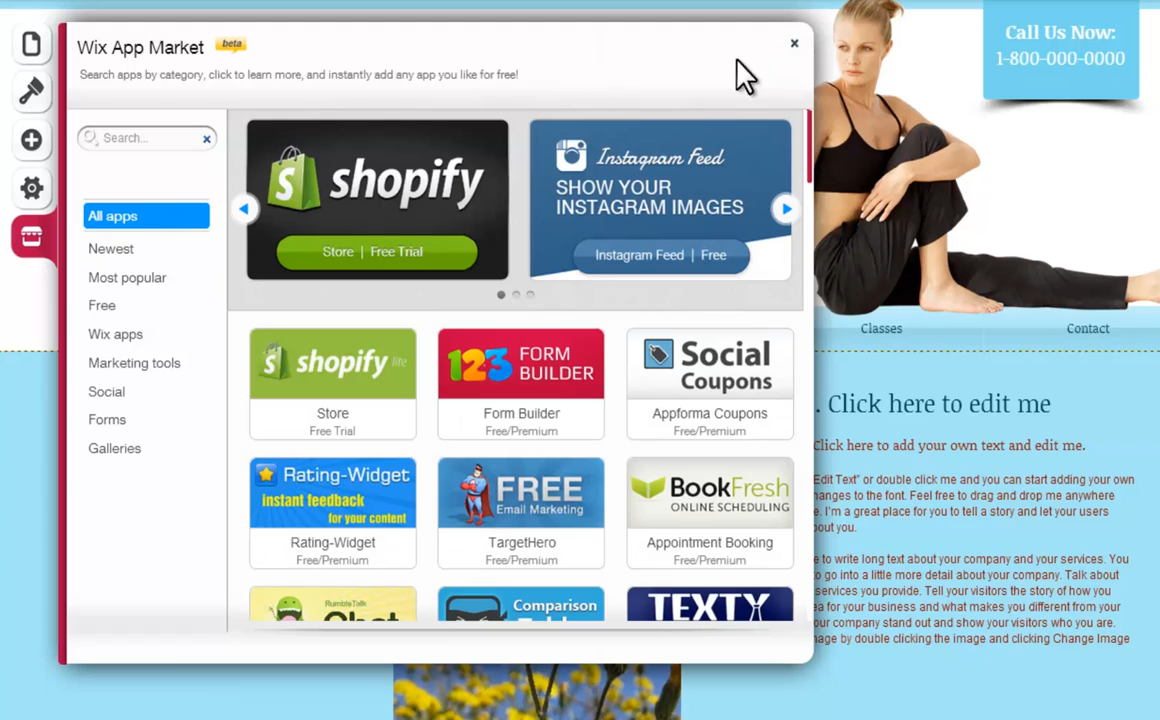 Wix App Market beta
Search apps by category, click to learn more, and instantly add any app you like for free!
Search...
All apps
Newest
Most popular
Free
Wix apps
Marketing tools
Social
Forms
Galleries
shopify
Store | Free Trial
Instagram Feed
SHOW YOUR
INSTAGRAM IMAGES
Instagram Feed | Free
shopify lite
Store
Free Trial
123 FORM
BUILDER
Form Builder
Free/Premium
Social
Coupons
Appforma Coupons
Free/Premium
Rating-Widget
instant feedback
for your content
Rating-Widget
Free/Premium
FREE
Email Marketing
TargetHero
Free/Premium
BookFresh
ONLINE SCHEDULING
Appointment Booking
Free/Premium
RumbleTalk
Chat
Comparison
TEXTY
Call Us Now:
1-800-000-0000
Classes
Contact
. Click here to edit me
Click here to add your own text and edit me.
Edit Text" or double click me and you can start adding your own
hanges to the font. Feel free to drag and drop me anywhere
e. I'm a great place for you to tell a story and let your users
bout you.
e to write long text about your company and your services. You
o go into a little more detail about your company. Talk about
services you provide. Tell your visitors the story of how you
ea for your business and what makes you different from your
our company stand out and show your visitors who you are.
mage by double clicking the image and clicking Change Image